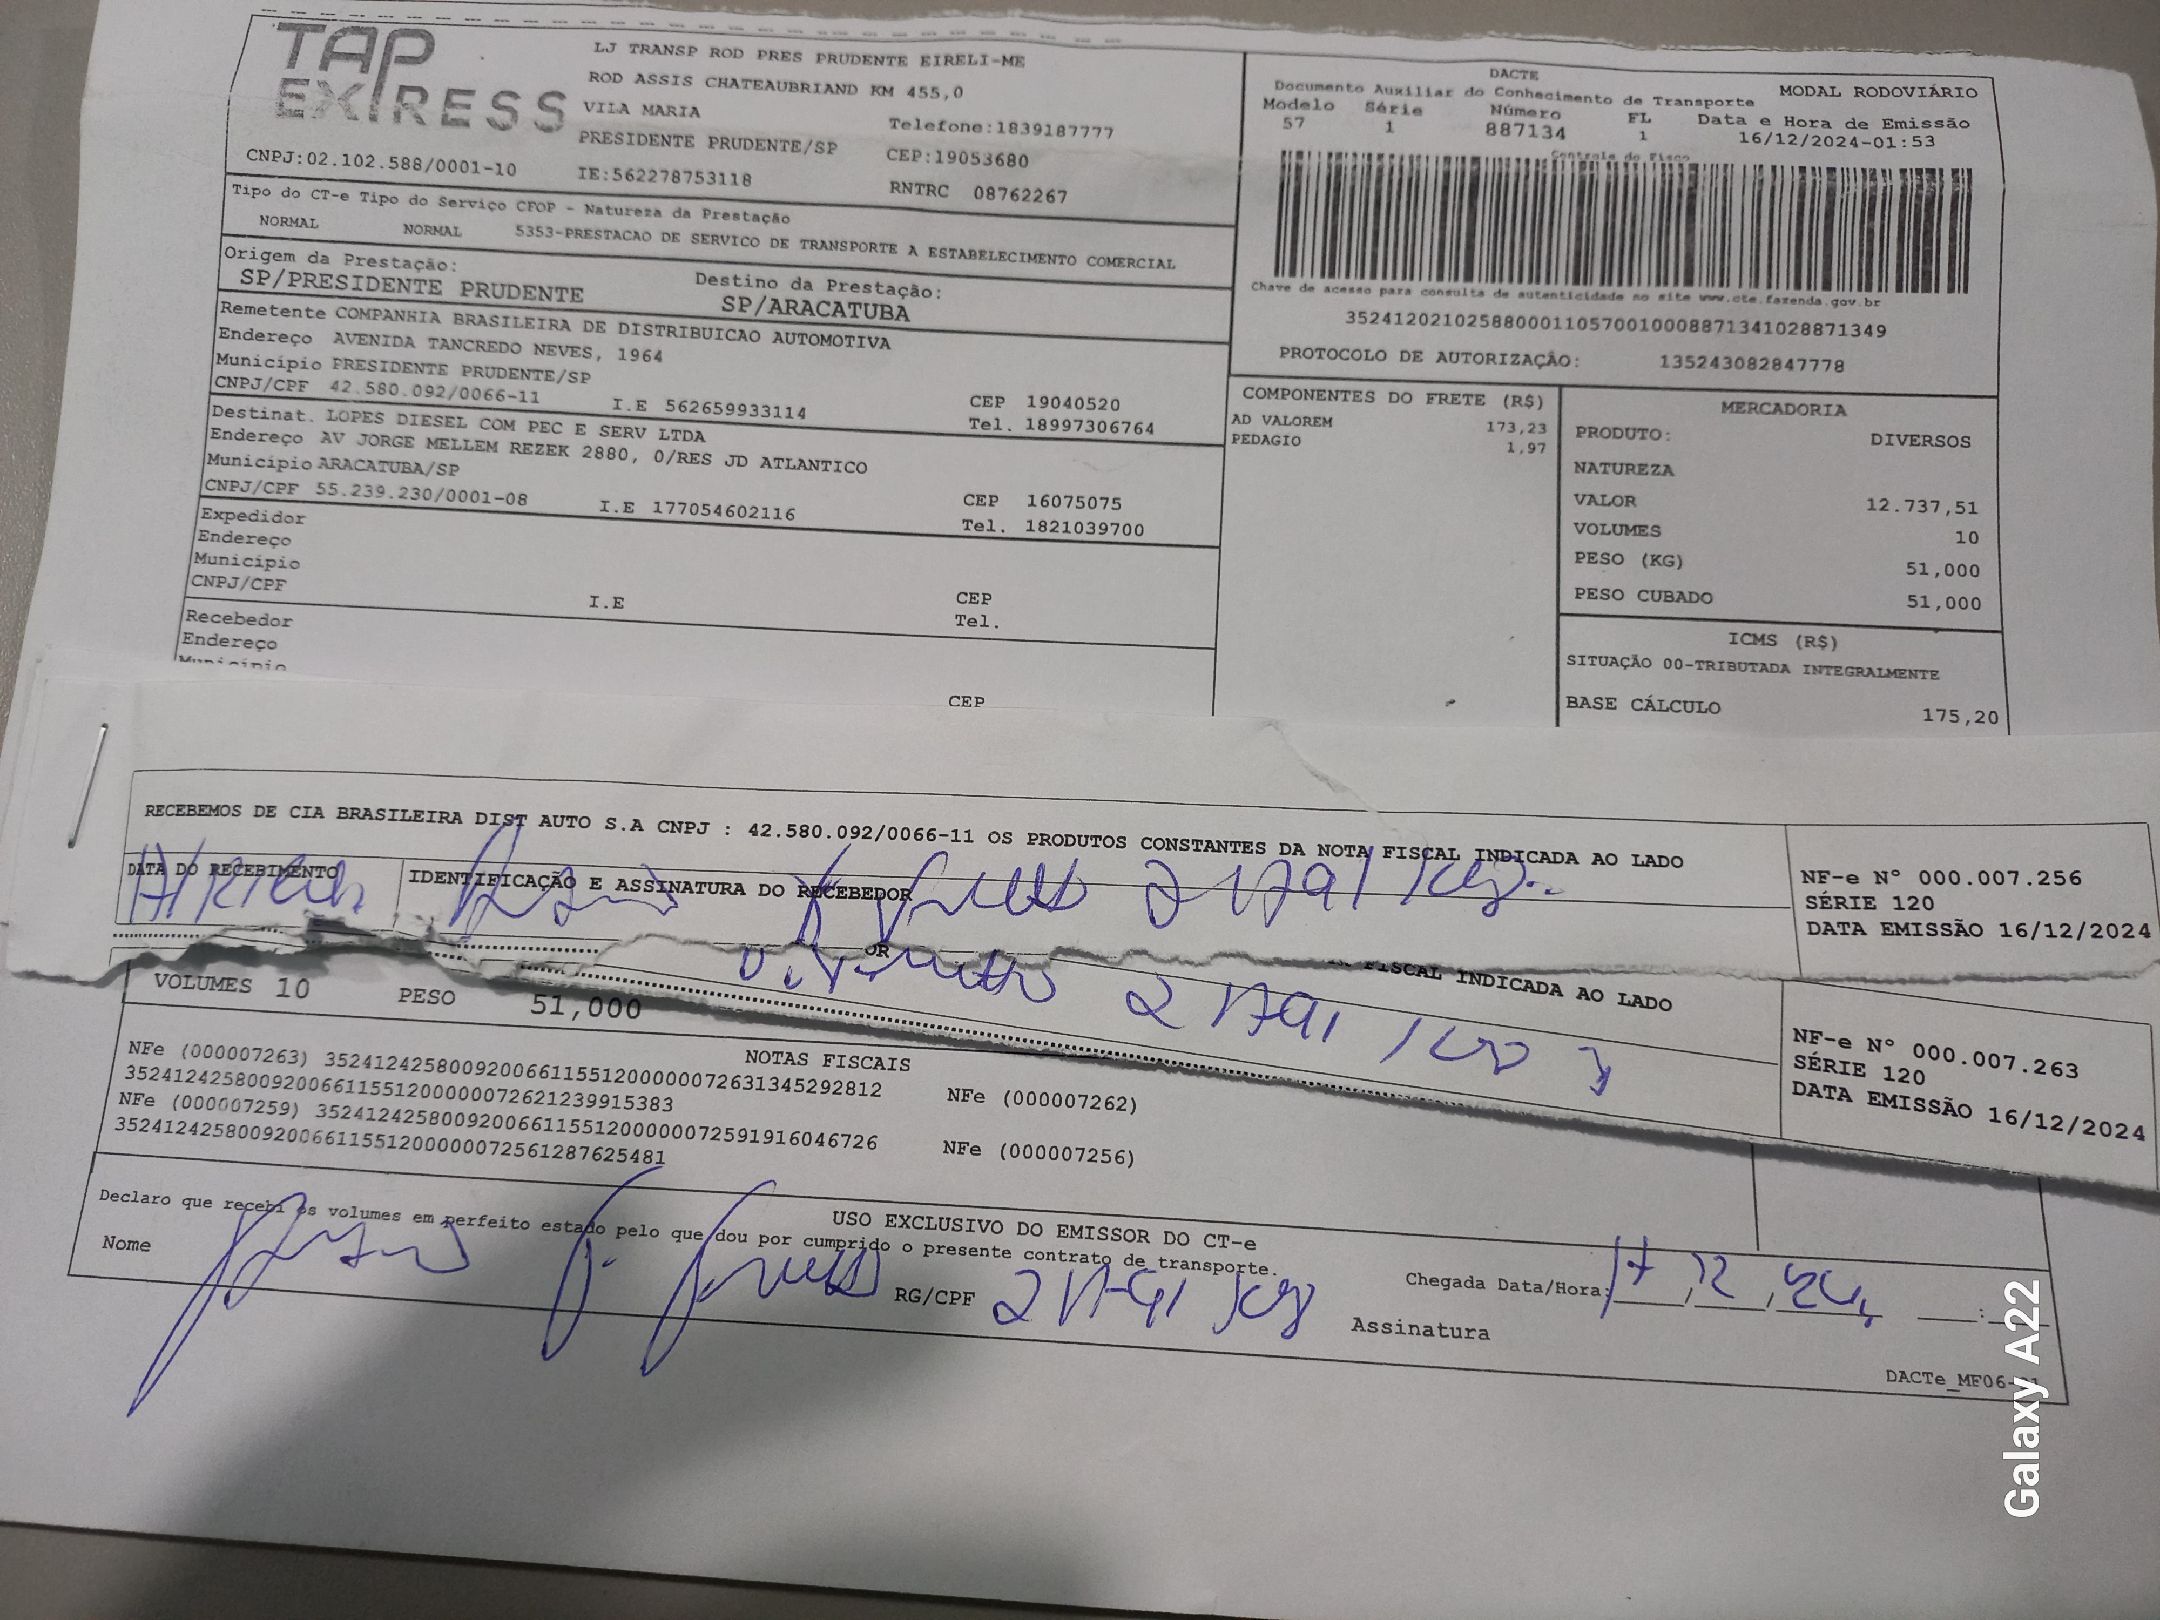 TAP EXPRESS
LJ TRANSP ROD PRES PRUDENTE EIRELI-ME
ROD ASSIS CHATEAUBRIAND KM 455,0
VILA MARIA
Telefone:1839187777
PRESIDENTE PRUDENTE/SP
CEP:19053680
CNPJ:02.102.588/0001-10
IE:562278753118
RNTRC 08762267
DACTE
Documento Auxiliar do Conhecimento de Transporte
MODAL RODOVIÁRIO
Modelo Série Número FL Data e Hora de Emissão
57 1 887134 1 16/12/2024-01:53
Controle do Fisco
Chave de acesso para consulta de autenticidade no site www.cte.fazenda.gov.br
35241202102588000110570010008871341028871349
PROTOCOLO DE AUTORIZAÇÃO: 135243082847778
Tipo do CT-e Tipo do Serviço CFOP - Natureza da Prestação
NORMAL NORMAL 5353-PRESTACAO DE SERVICO DE TRANSPORTE A ESTABELECIMENTO COMERCIAL
Origem da Prestação: Destino da Prestação:
SP/PRESIDENTE PRUDENTE SP/ARACATUBA
Remetente COMPANHIA BRASILEIRA DE DISTRIBUICAO AUTOMOTIVA
Endereço AVENIDA TANCREDO NEVES, 1964
Município PRESIDENTE PRUDENTE/SP CEP 19040520
CNPJ/CPF 42.580.092/0066-11 I.E 562659933114 Tel. 18997306764
Destinat. LOPES DIESEL COM PEC E SERV LTDA
Endereço AV JORGE MELLEM REZEK 2880, 0/RES JD ATLANTICO
Município ARACATUBA/SP CEP 16075075
CNPJ/CPF 55.239.230/0001-08 I.E 177054602116 Tel. 1821039700
Expedidor
Endereço
Município CEP
CNPJ/CPF I.E Tel.
Recebedor
Endereço
Município CEP
COMPONENTES DO FRETE (R$)
AD VALOREM 173,23
PEDAGIO 1,97
MERCADORIA
PRODUTO: DIVERSOS
NATUREZA
VALOR 12.737,51
VOLUMES 10
PESO (KG) 51,000
PESO CUBADO 51,000
ICMS (R$)
SITUAÇÃO 00-TRIBUTADA INTEGRALMENTE
BASE CÁLCULO 175,20
RECEBEMOS DE CIA BRASILEIRA DIST AUTO S.A CNPJ : 42.580.092/0066-11 OS PRODUTOS CONSTANTES DA NOTA FISCAL INDICADA AO LADO
DATA DO RECEBIMENTO IDENTIFICAÇÃO E ASSINATURA DO RECEBEDOR
NF-e N° 000.007.256
SÉRIE 120
DATA EMISSÃO 16/12/2024
OR
FISCAL INDICADA AO LADO
NF-e N° 000.007.263
SÉRIE 120
DATA EMISSÃO 16/12/2024
VOLUMES 10 PESO 51,000
NOTAS FISCAIS
NFe (000007263) 35241242580092006611551200000072631345292812 NFe (000007262)
35241242580092006611551200000072621239915383
NFe (000007259) 35241242580092006611551200000072591916046726 NFe (000007256)
35241242580092006611551200000072561287625481
USO EXCLUSIVO DO EMISSOR DO CT-e
Declaro que recebi os volumes em perfeito estado pelo que dou por cumprido o presente contrato de transporte.
Nome RG/CPF Assinatura
Chegada Data/Hora: 17, 12, 24, :
DACTe_MF06-
Galaxy A22